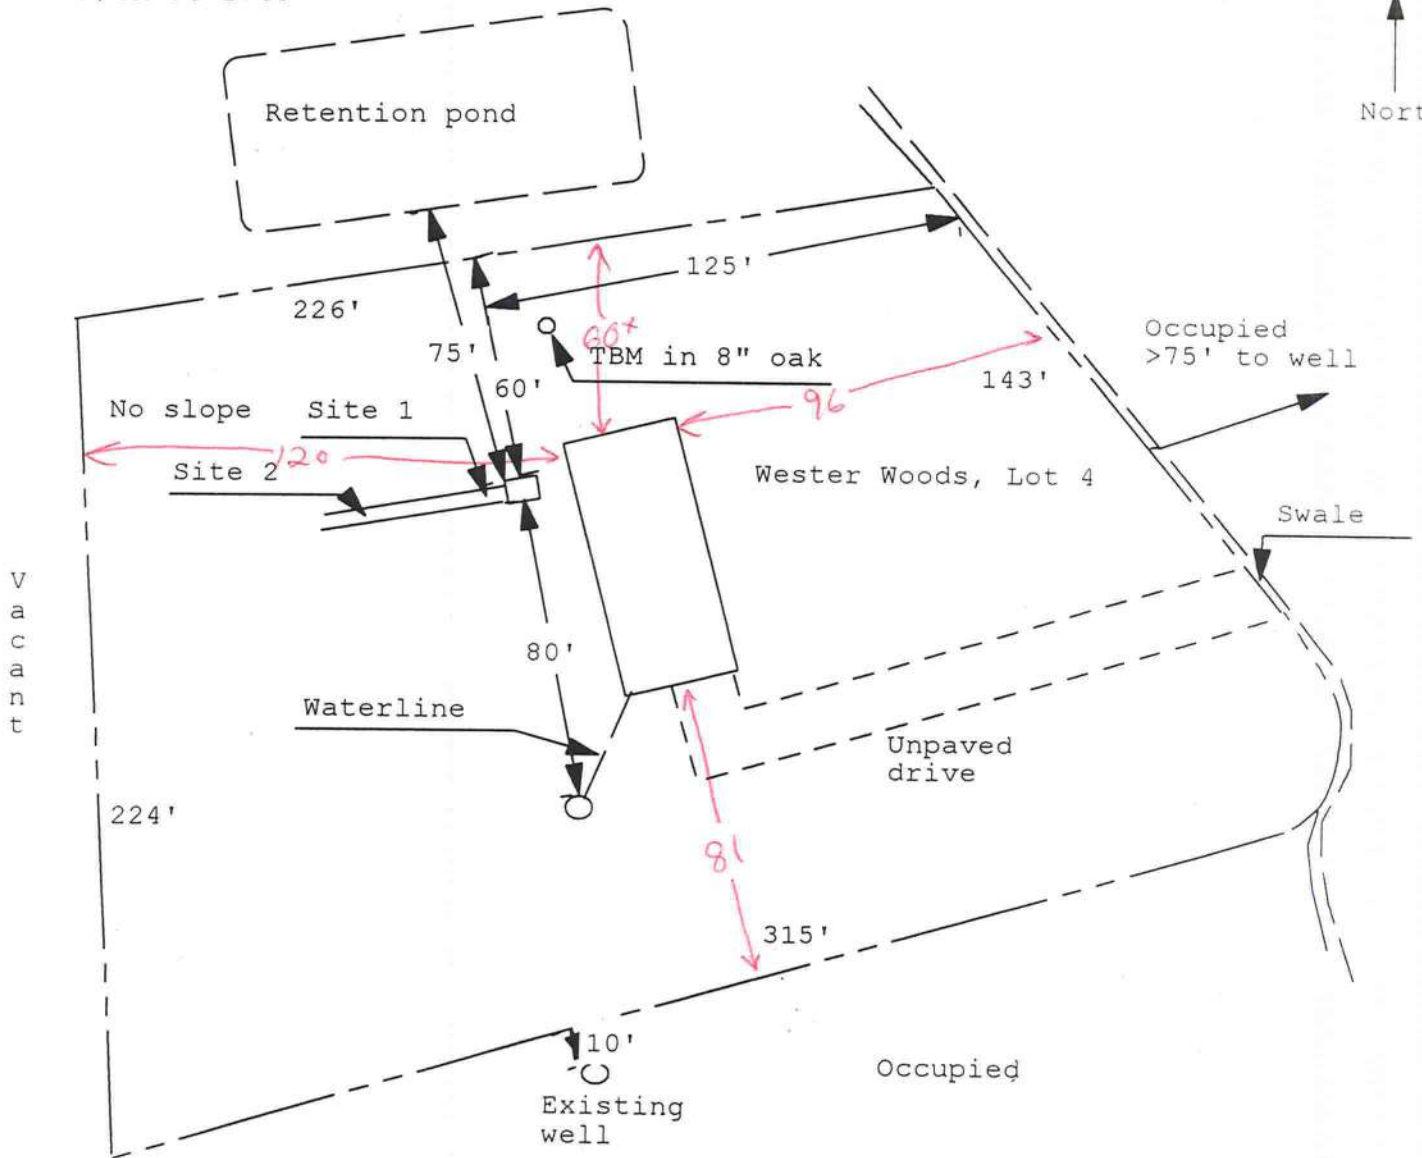 Retention pond
Nort
125'
226'
60+
Occupied
>75' to well
75'
TBM in 8" oak
60'
143'
96
No slope
Site 1
120
Site 2
Wester Woods, Lot 4
Swale
Vacant
80'
Waterline
Unpaved
drive
224'
81
315'
10'
Occupied
Existing
well